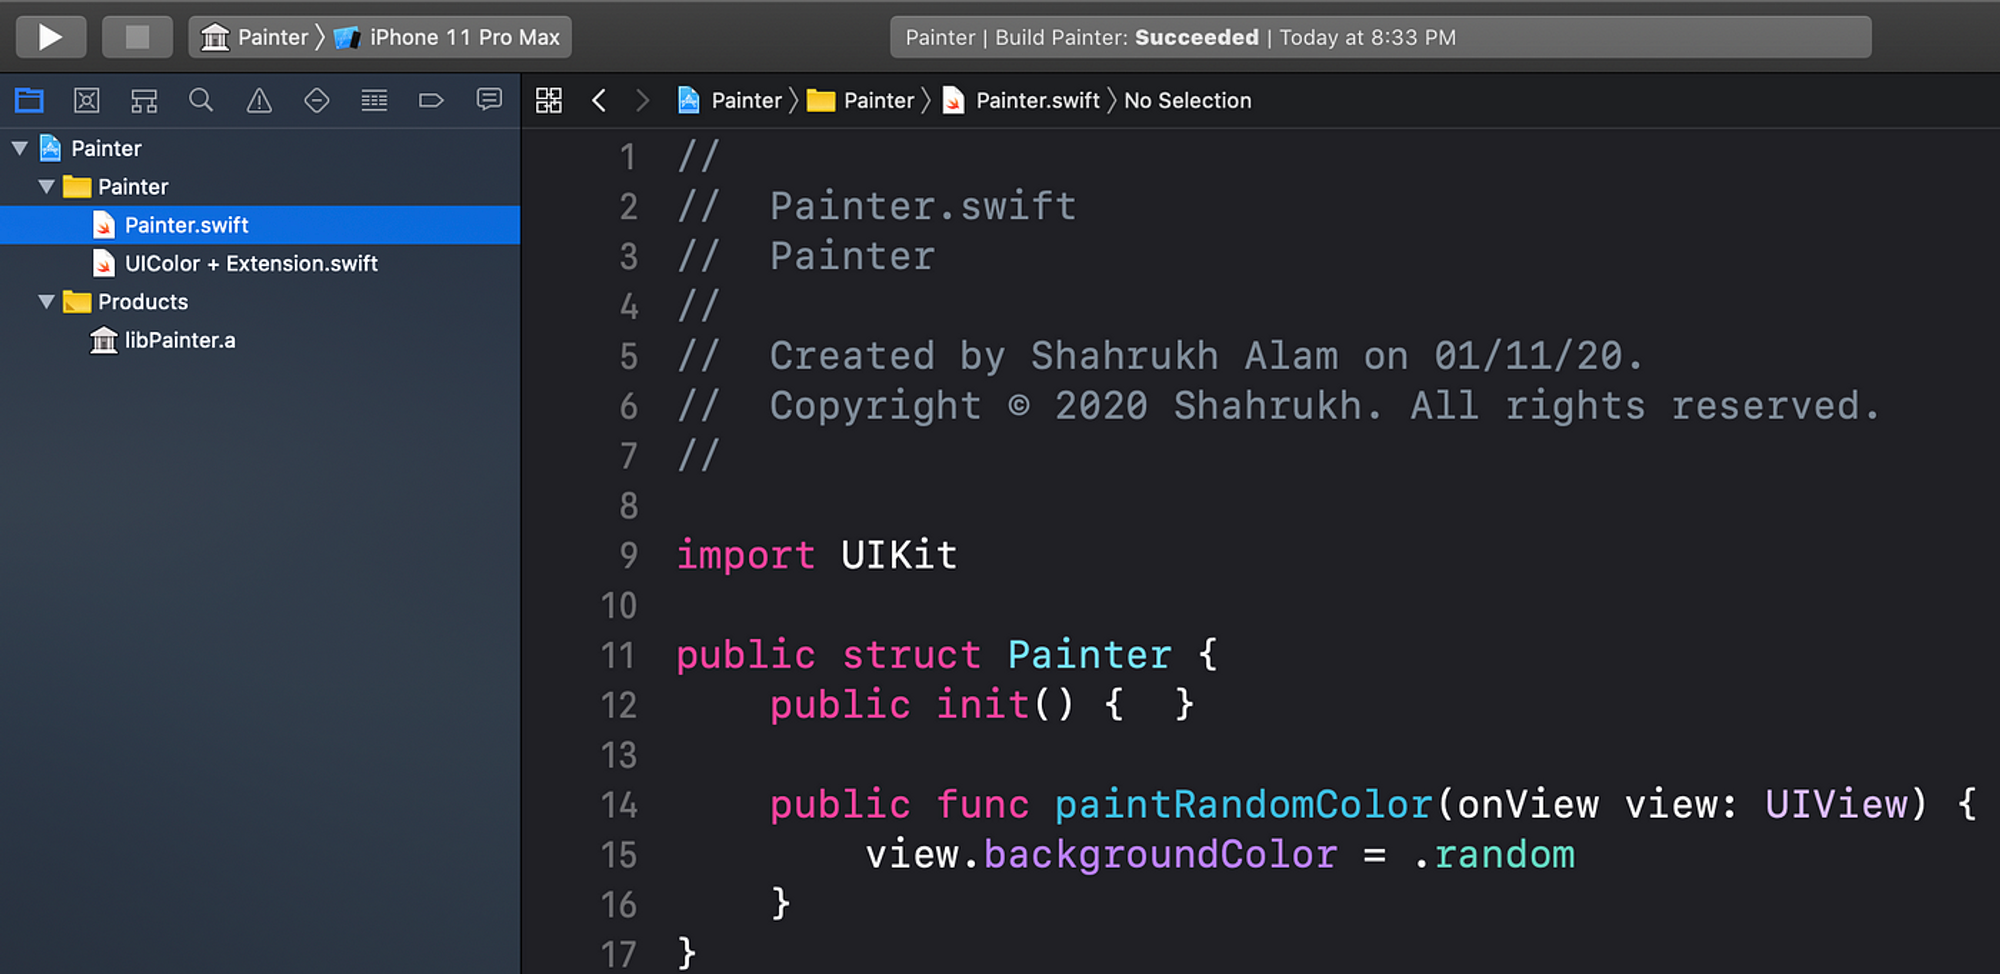 Painter 〉 iPhone 11 Pro Max
Painter | Build Painter: Succeeded | Today at 8:33 PM
Painter 〉 Painter 〉 Painter.swift 〉 No Selection
Painter
Painter
Painter.swift
UIColor + Extension.swift
Products
libPainter.a
1 //
2 //  Painter.swift
3 //  Painter
4 //
5 //  Created by Shahrukh Alam on 01/11/20.
6 //  Copyright © 2020 Shahrukh. All rights reserved.
7 //
8
9 import UIKit
10
11 public struct Painter {
12     public init() {  }
13
14     public func paintRandomColor(onView view: UIView) {
15         view.backgroundColor = .random
16     }
17 }